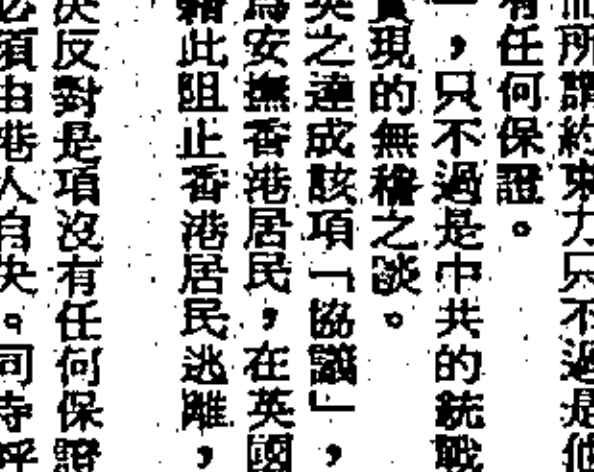 而所謂約束力只不過是他
有任何保證。
，只不過是中共的統戰
實現的無稽之談。
英之達成該項「協議」，
為安撫香港居民，在英國
藉此阻止香港居民逃離，
決反對是項沒有任何保證
必須由港人自決。同時呼